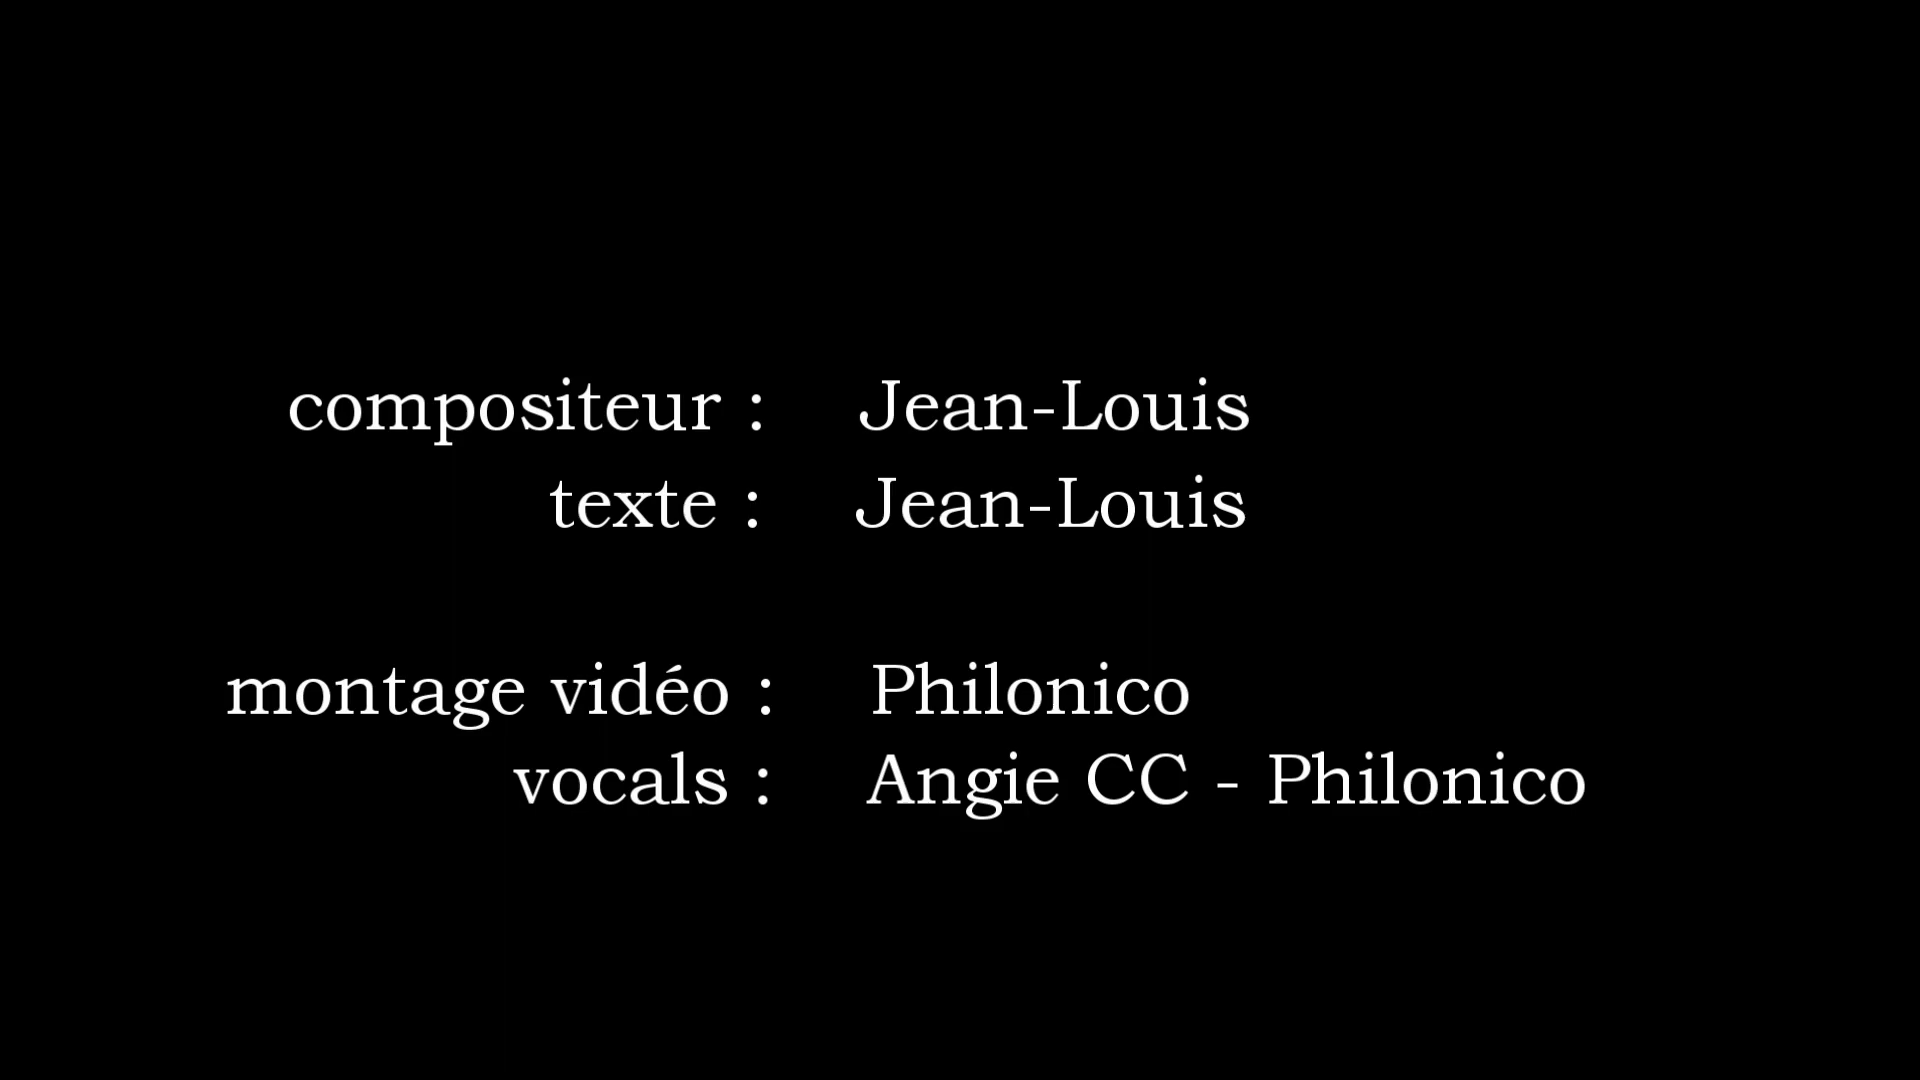 compositeur : Jean-Louis
texte : Jean-Louis
montage vidéo : Philonico
vocals : Angie CC - Philonico